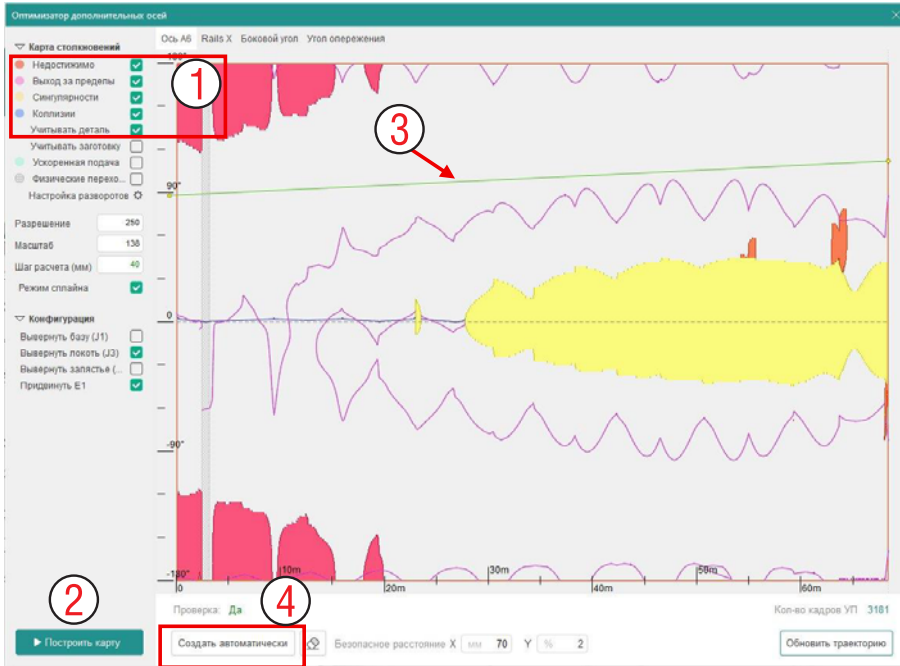 Оптимизатор дополнительных осей
Карта столкновений
Недостижимо
Выход за пределы
Сингулярности
Коллизии
Учитывать деталь
Учитывать заготовку
Ускоренная подача
Физические перехо...
Настройка разворотов
Разрешение 250
Масштаб 138
Шаг расчета (мм) 40
Режим сплайна
Конфигурация
Вывернуть базу (J1)
Вывернуть локоть (J3)
Вывернуть запястье (...
Придвинуть E1
Построить карту
Ось A6 Rails X Боковой угол Угол опережения
180°
90°
0
-90°
-180°
0 10m 20m 30m 40m 50m 60m
1
2
3
4
Проверка: Да
Кол-во кадров УП 3181
Создать автоматически Безопасное расстояние X мм 70 Y % 2 Обновить траекторию